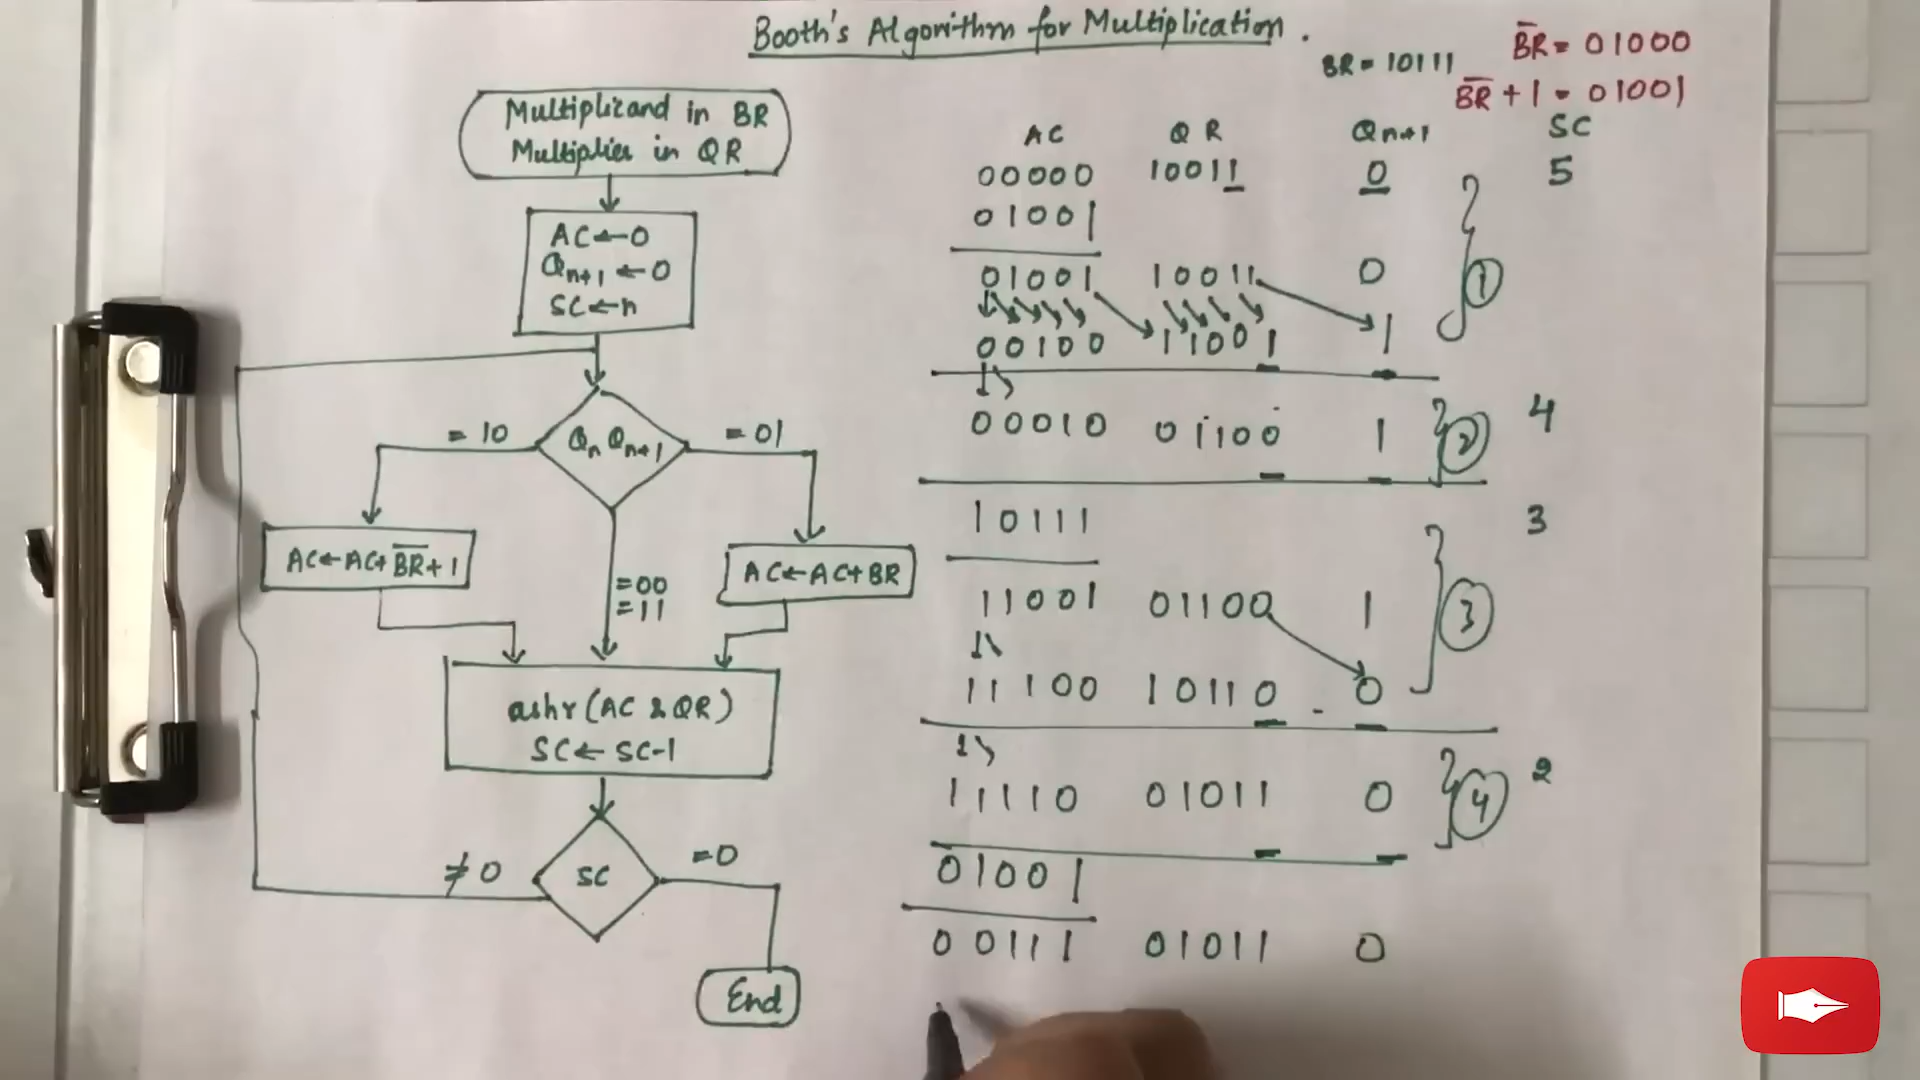 Booth's Algorithm for Multiplication.
BR = 10111
B̅R̅ = 01000
B̅R̅ + 1 = 01001
Multiplicand in BR
Multiplier in QR
AC ← 0
Qn+1 ← 0
SC ← n
Qn Qn+1
= 10
= 01
=00
=11
AC ← AC + B̅R̅ + 1
AC ← AC + BR
ashr (AC & QR)
SC ← SC-1
SC
≠ 0
=0
End
AC QR Qn+1 SC
00000 10011 0 5
01001
01001 10011 0 1
00100 11001 1
00010 01100 1 2 4
10111 3
11001 01100 1 3
11100 10110 0
11110 01011 0 4 2
01001
00111 01011 0